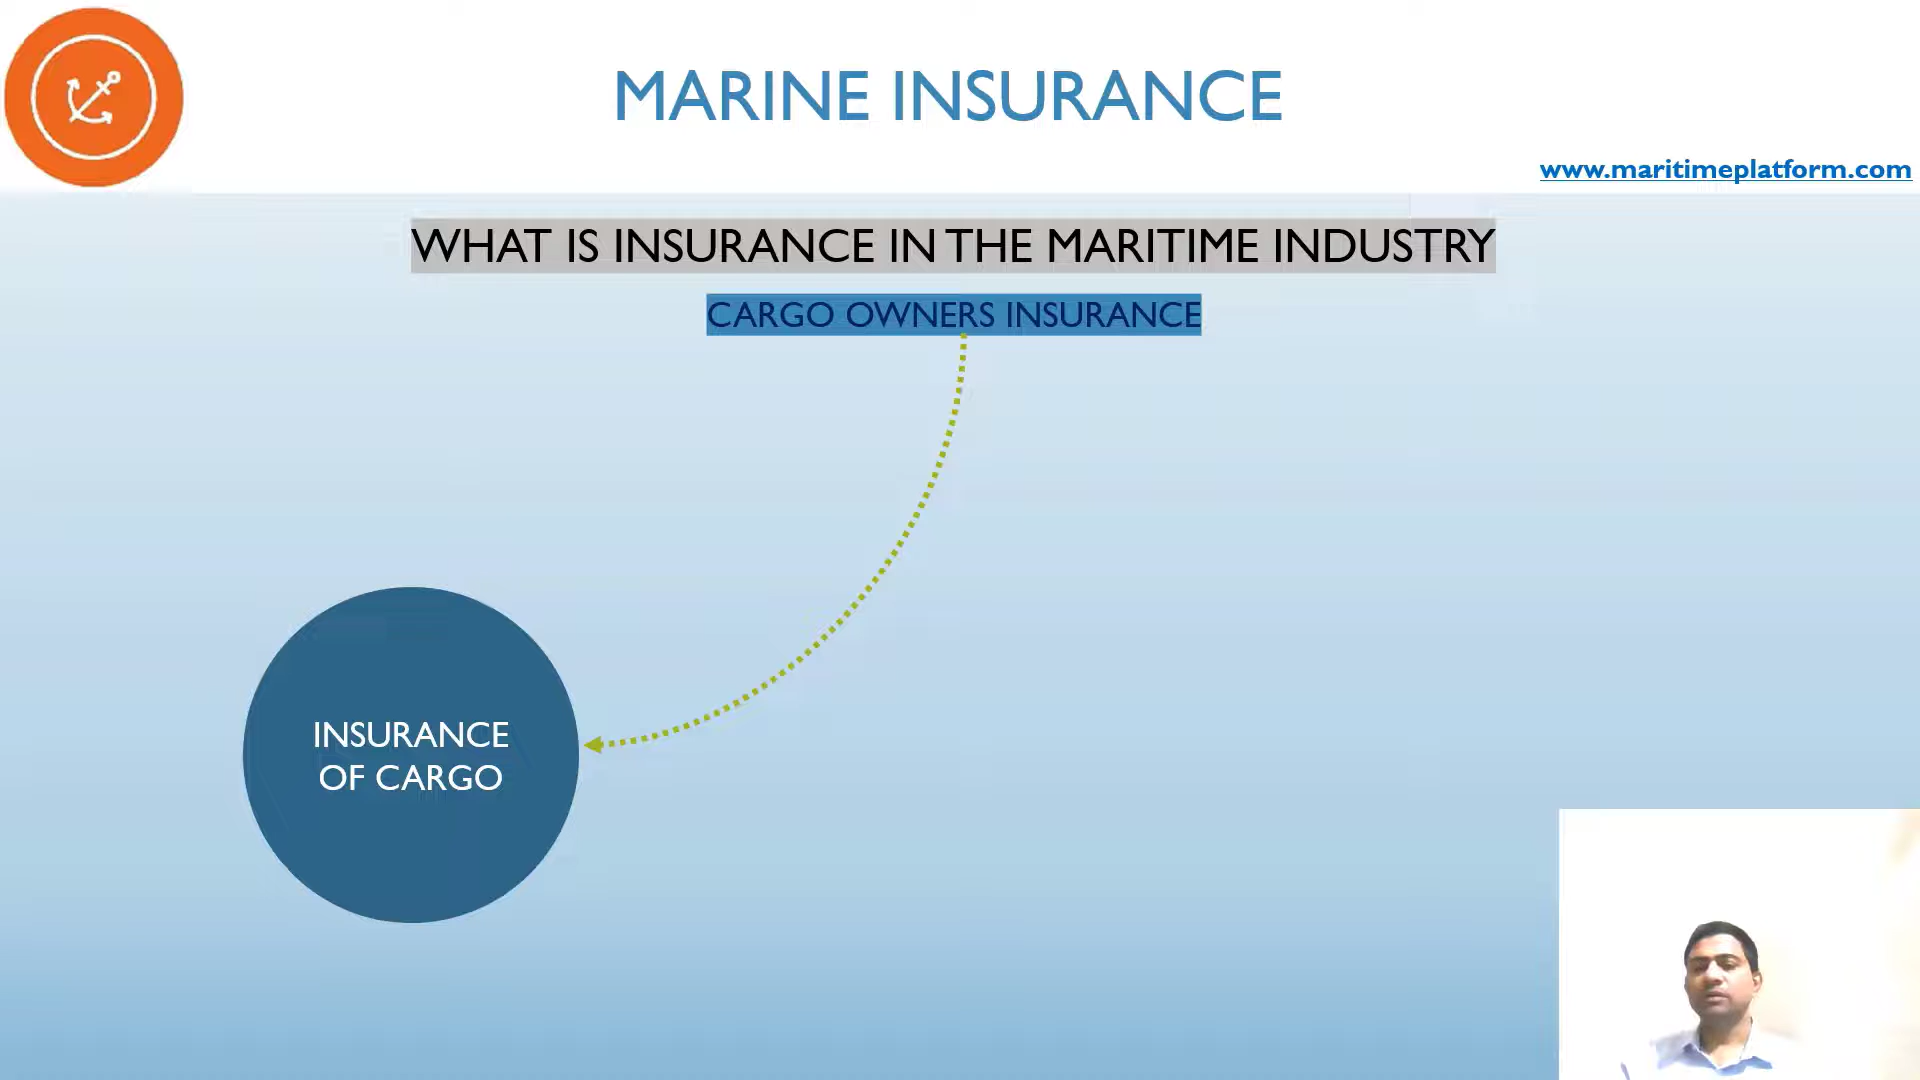 MARINE INSURANCE
www.maritimeplatform.com
WHAT IS INSURANCE IN THE MARITIME INDUSTRY
CARGO OWNERS INSURANCE
INSURANCE
OF CARGO